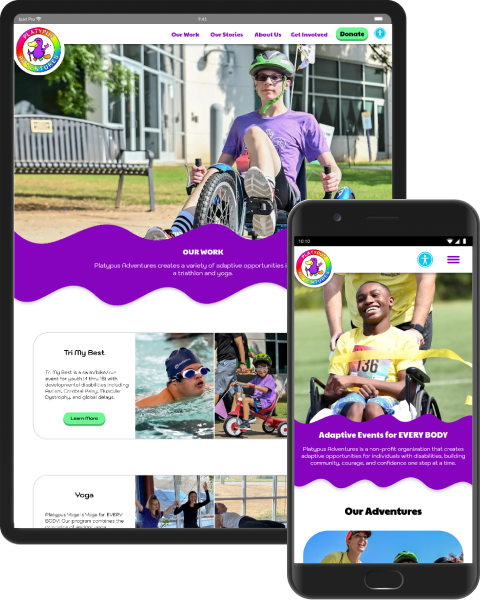 iPad Pro
9:41
PLATYPUS
ADVENTURES
Our Work
Our Stories
About Us
Get Involved
Donate
OUR WORK
Platypus Adventures creates a variety of adaptive opportunities
a triathlon and yoga.
Tri My Best
Tri My Best is a swim/bike/run
event for youth (4 thru 18) with
developmental disabilities including
Autism, Cerebral Palsy, Muscular
Dystrophy, and global delays.
Learn More
Yoga
Platypus Yoga is Yoga for EVERY
BODY! Our program combines the
10:10
PLATYPUS
ADVENTURES
136
Adaptive Events for EVERY BODY
Platypus Adventures is a non-profit organization that creates
adaptive opportunities for individuals with disabilities, building
community, courage, and confidence one step at a time.
Our Adventures